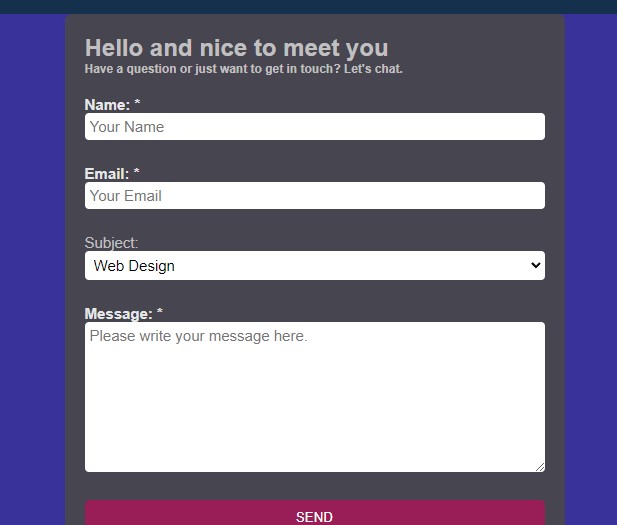 Hello and nice to meet you
Have a question or just want to get in touch? Let's chat.
Name: *
Your Name
Email: *
Your Email
Subject:
Web Design
Message: *
Please write your message here.
SEND